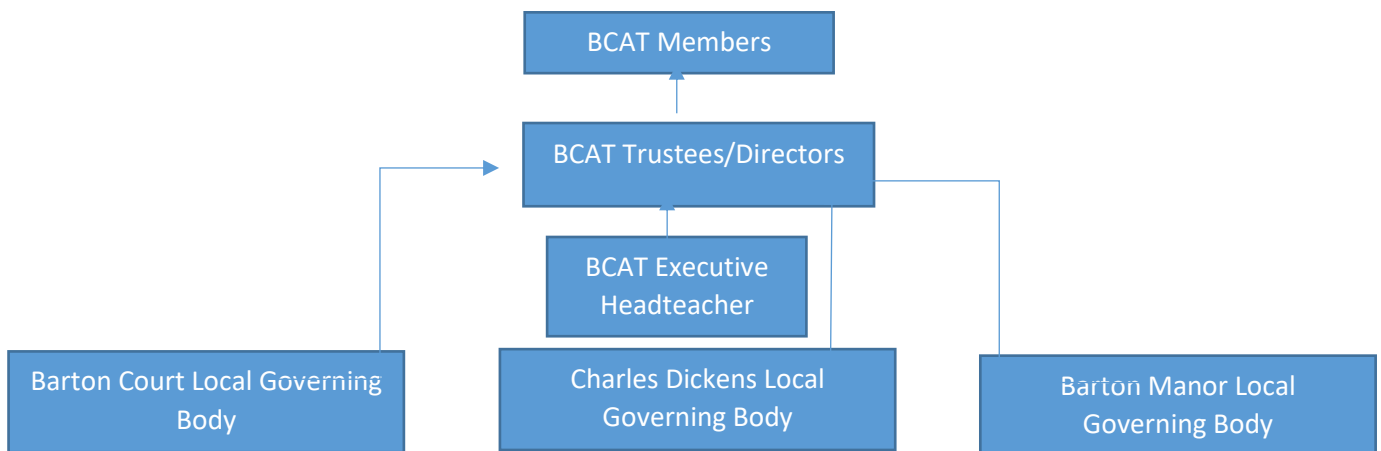 BCAT Members
BCAT Trustees/Directors
BCAT Executive
Headteacher
Barton Court Local Governing
Body
Charles Dickens Local
Governing Body
Barton Manor Local
Governing Body